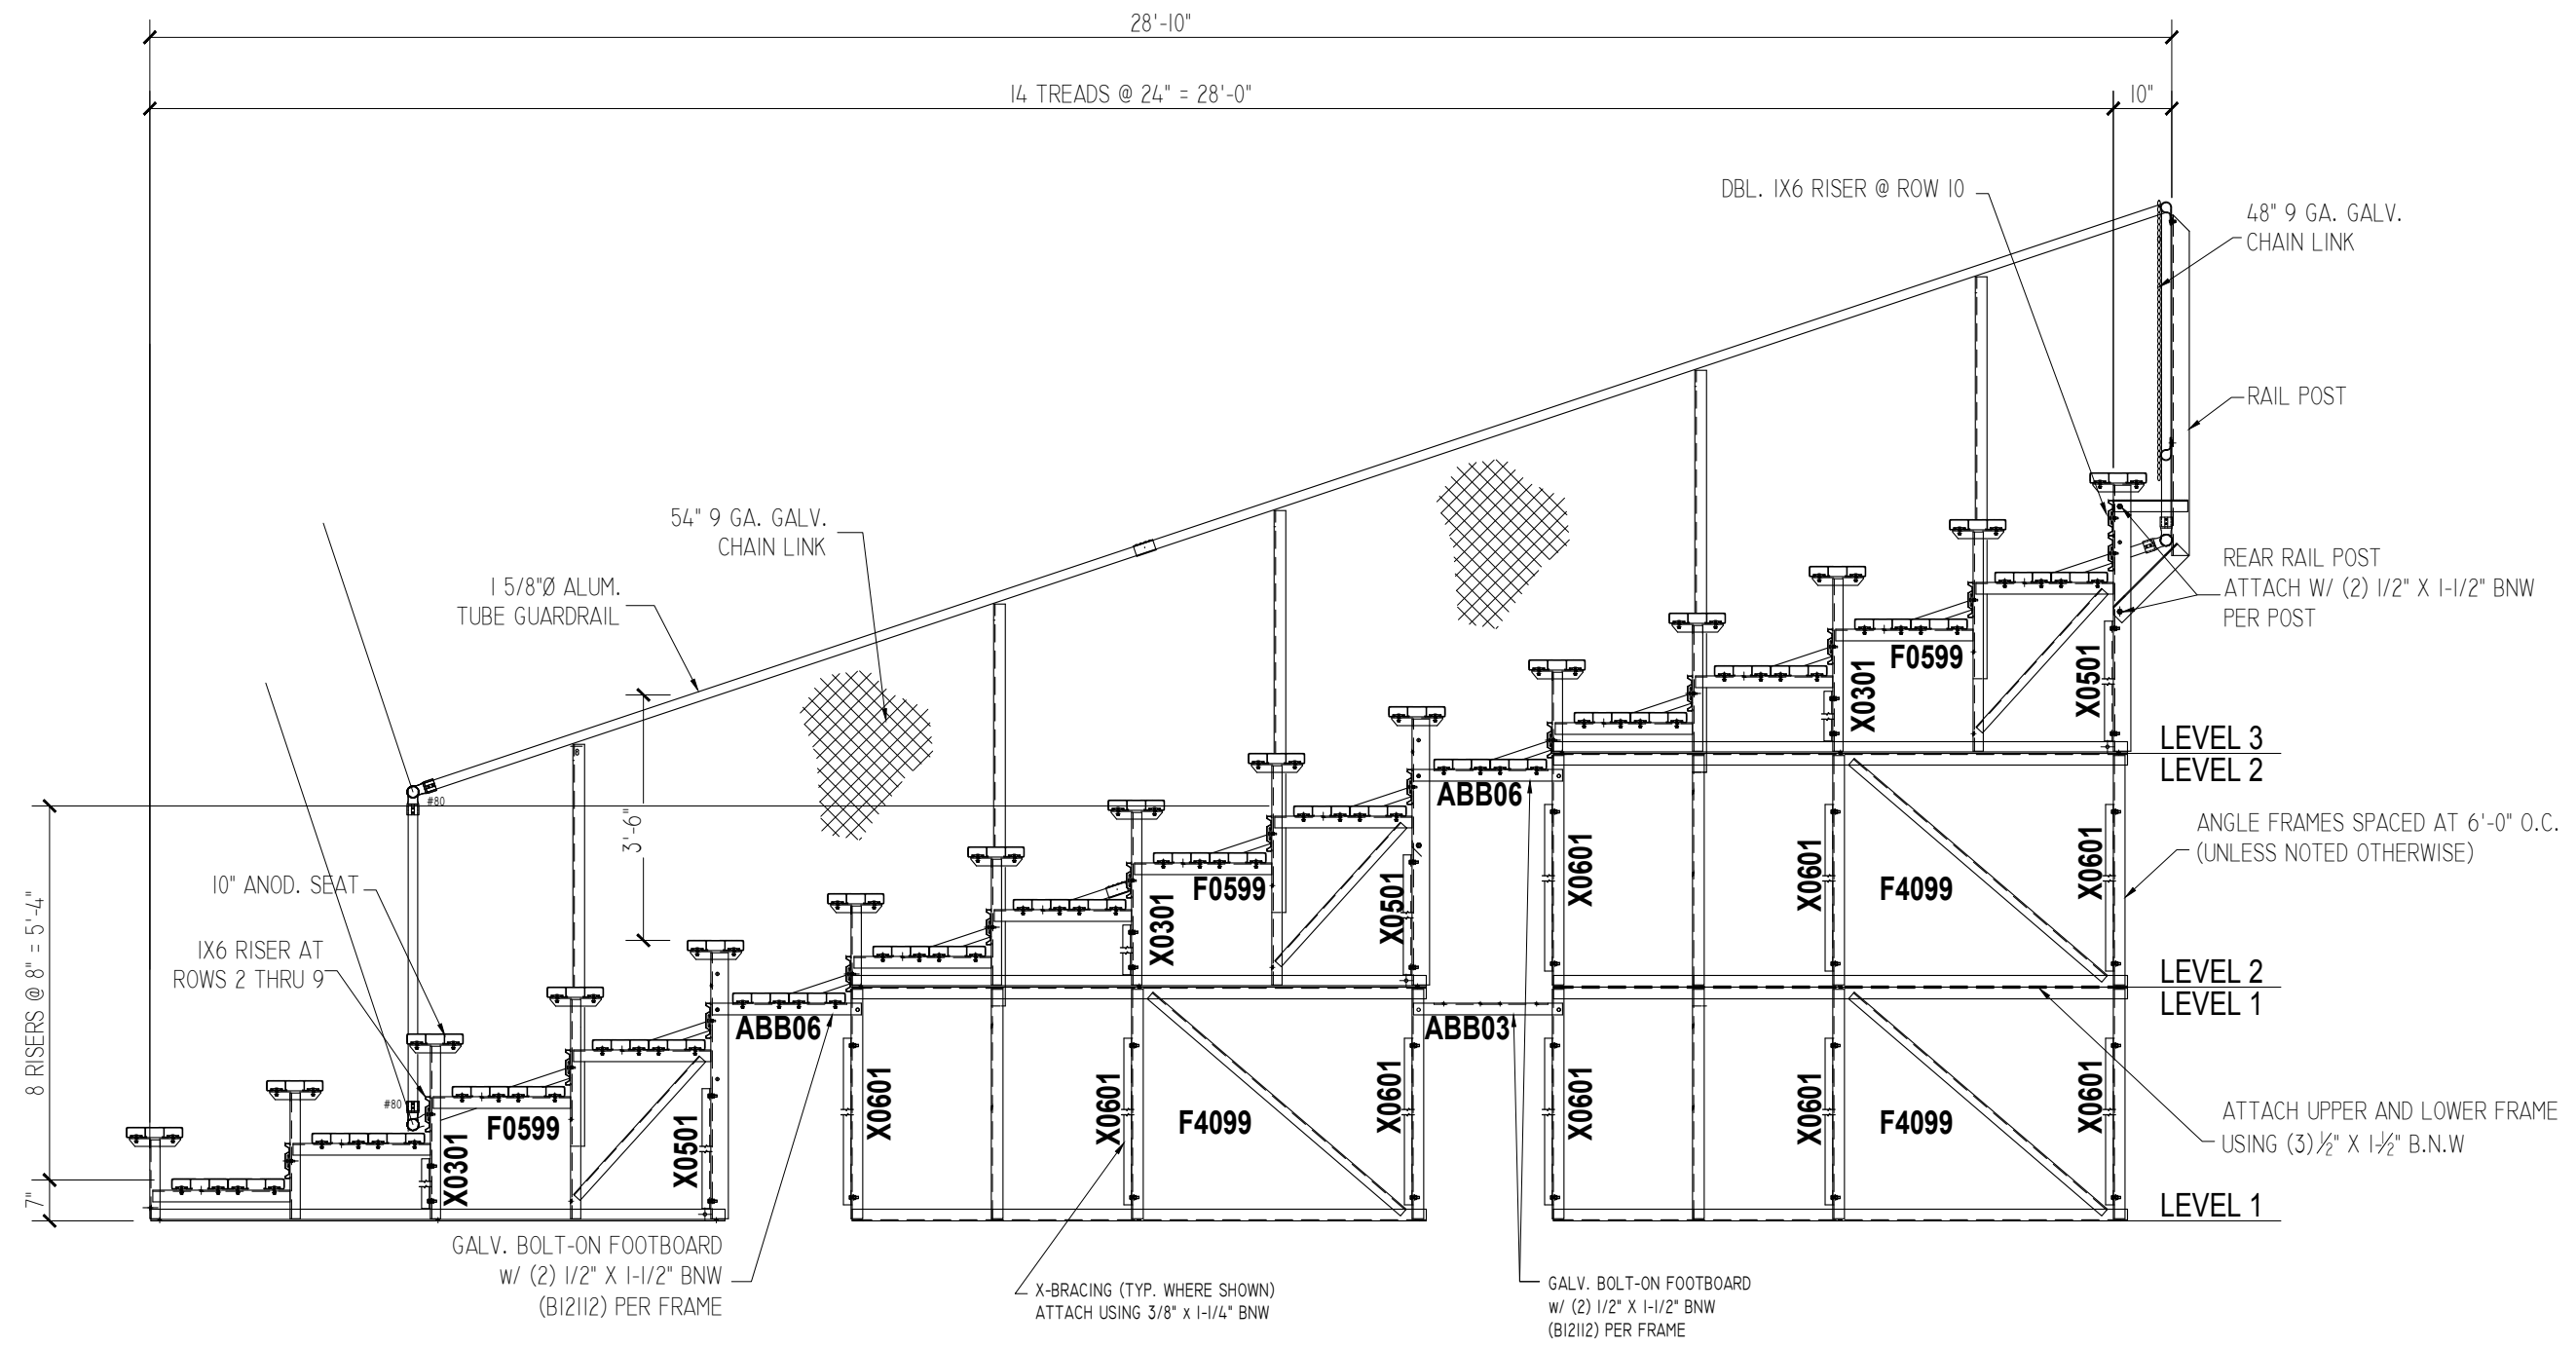 28'-10"
14 TREADS @ 24" = 28'-0"
10"
DBL. 1X6 RISER @ ROW 10
48" 9 GA. GALV.
CHAIN LINK
RAIL POST
54" 9 GA. GALV.
CHAIN LINK
1 5/8"Ø ALUM.
TUBE GUARDRAIL
REAR RAIL POST
ATTACH W/ (2) 1/2" X 1-1/2" BNW
PER POST
F0599
X0301
X0501
LEVEL 3
LEVEL 2
8
#80
3'-6"
ABB06
ANGLE FRAMES SPACED AT 6'-0" O.C.
(UNLESS NOTED OTHERWISE)
10" ANOD. SEAT
1X6 RISER AT
ROWS 2 THRU 9
8 RISERS @ 8" = 5'-4"
7"
F0599
X0301
X0501
X0601
X0601
F4099
X0601
LEVEL 2
LEVEL 1
ABB06
ABB03
#80
F0599
X0301
X0501
X0601
X0601
F4099
X0601
X0601
X0601
F4099
X0601
ATTACH UPPER AND LOWER FRAME
USING (3) 1/2" X 1-1/2" B.N.W
LEVEL 1
GALV. BOLT-ON FOOTBOARD
W/ (2) 1/2" X 1-1/2" BNW
(B12112) PER FRAME
X-BRACING (TYP. WHERE SHOWN)
ATTACH USING 3/8" X 1-1/4" BNW
GALV. BOLT-ON FOOTBOARD
W/ (2) 1/2" X 1-1/2" BNW
(B12112) PER FRAME